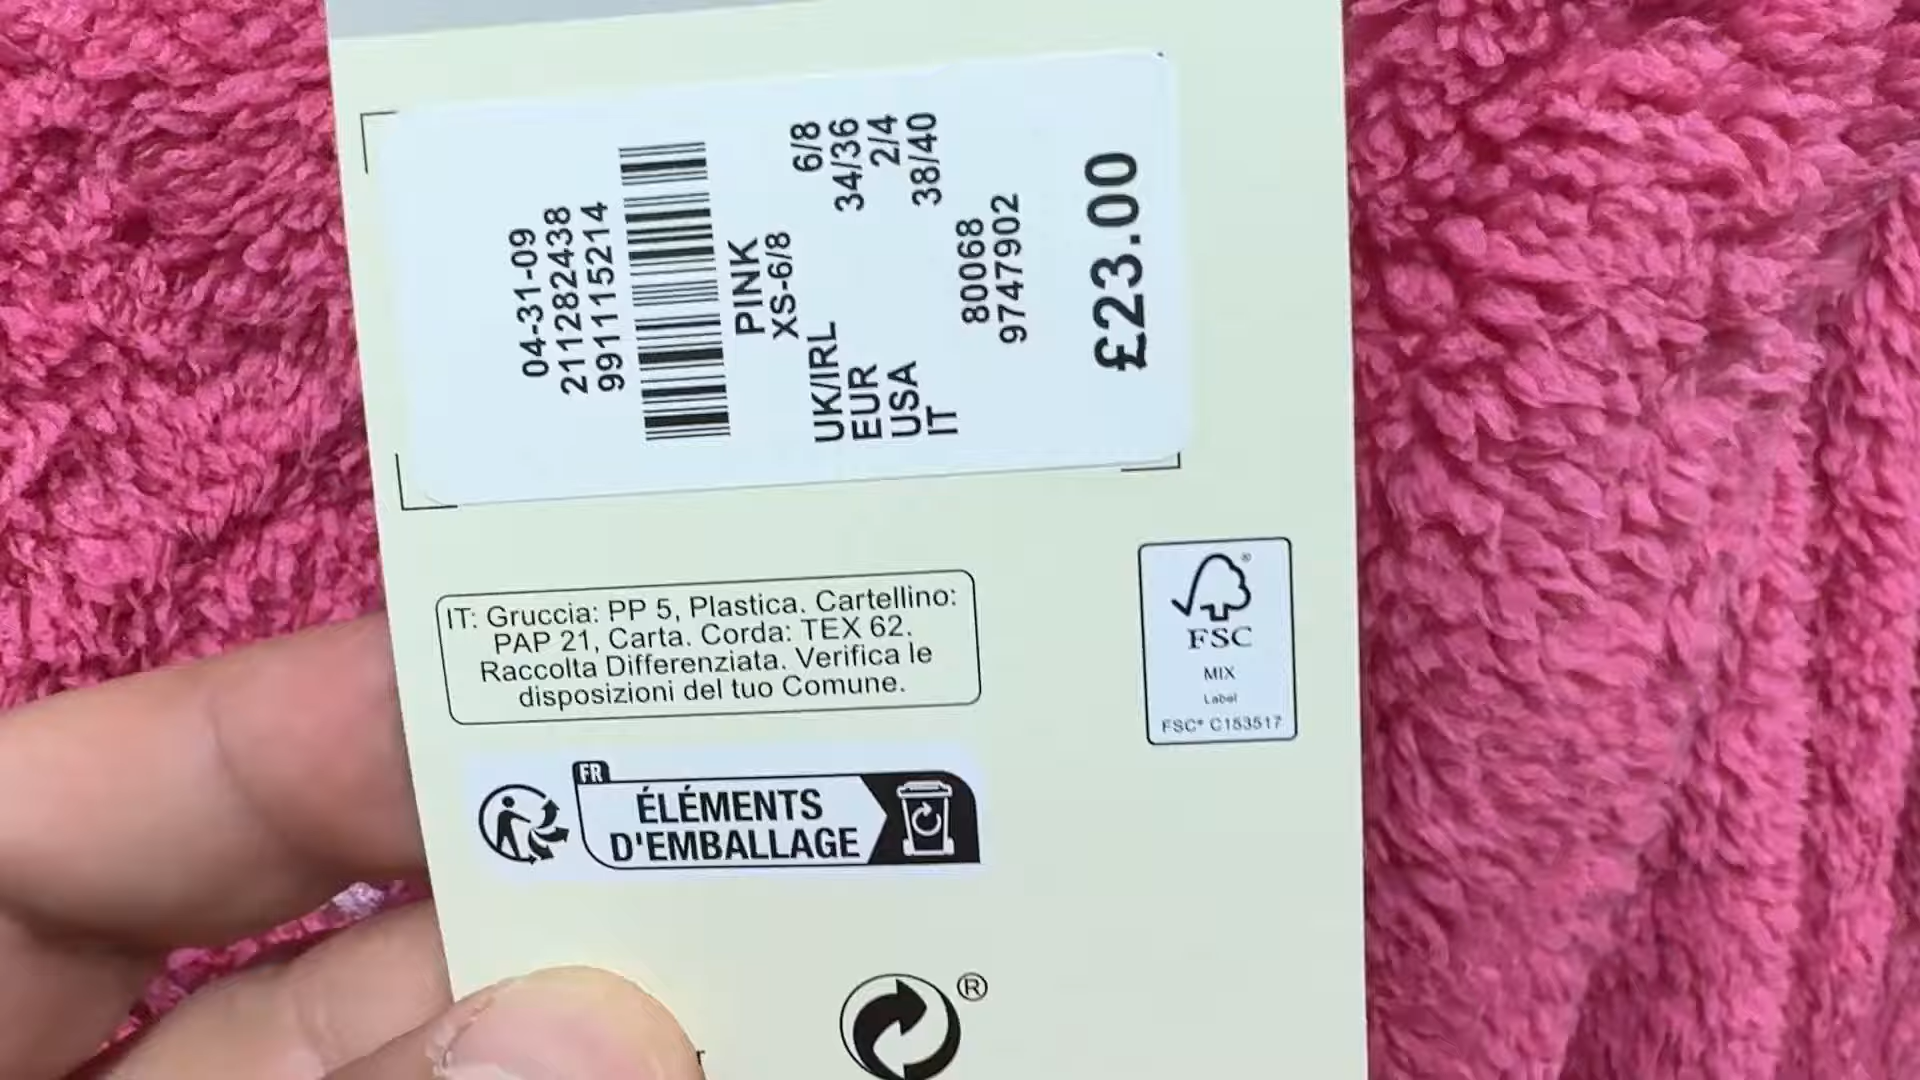 04-31-09
211282438
991115214
PINK
XS-6/8
UK/IRL 6/8
EUR 34/36
USA 2/4
IT 38/40
80068
9747902
£23.00
IT: Gruccia: PP 5, Plastica. Cartellino:
PAP 21, Carta. Corda: TEX 62.
Raccolta Differenziata. Verifica le
disposizioni del tuo Comune.
®
FSC
MIX
Label
FSC® C153517
FR
ÉLÉMENTS
D'EMBALLAGE
®